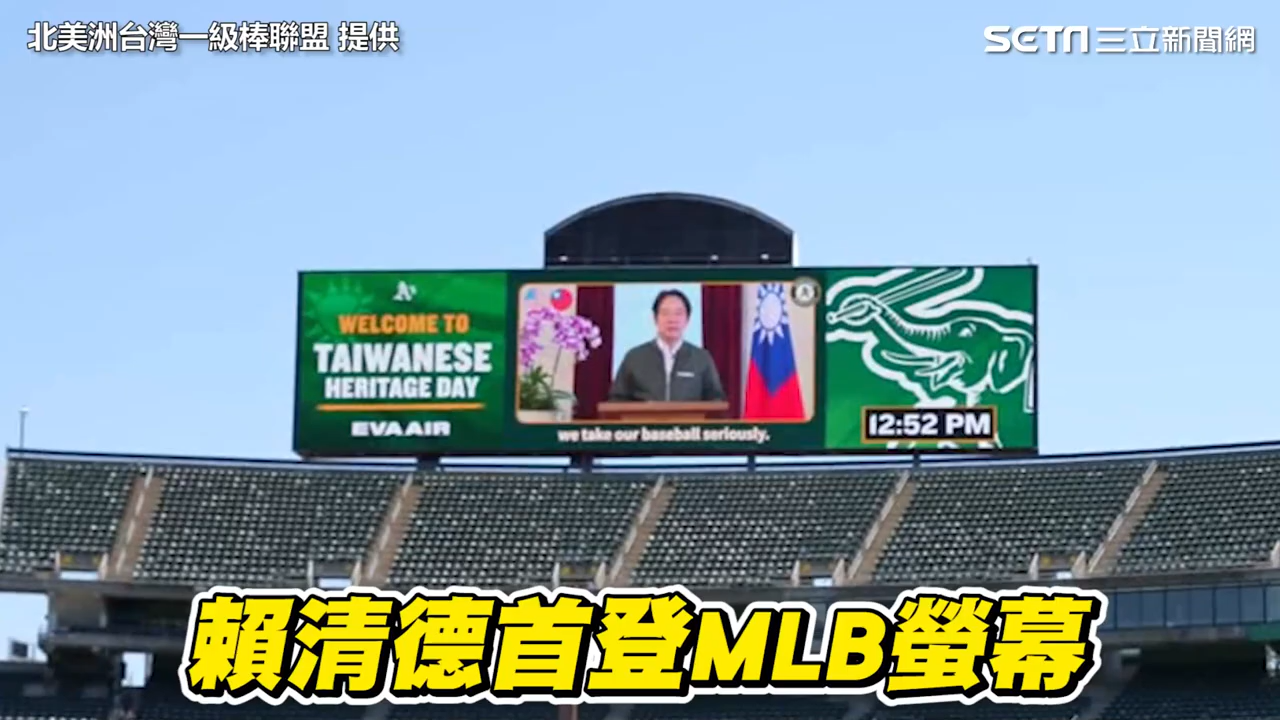 北美洲台灣一級棒聯盟 提供
SETN三立新聞網
A's
WELCOME TO
TAIWANESE
HERITAGE DAY
EVA AIR
we take our baseball seriously.
12:52 PM
賴清德首登MLB螢幕